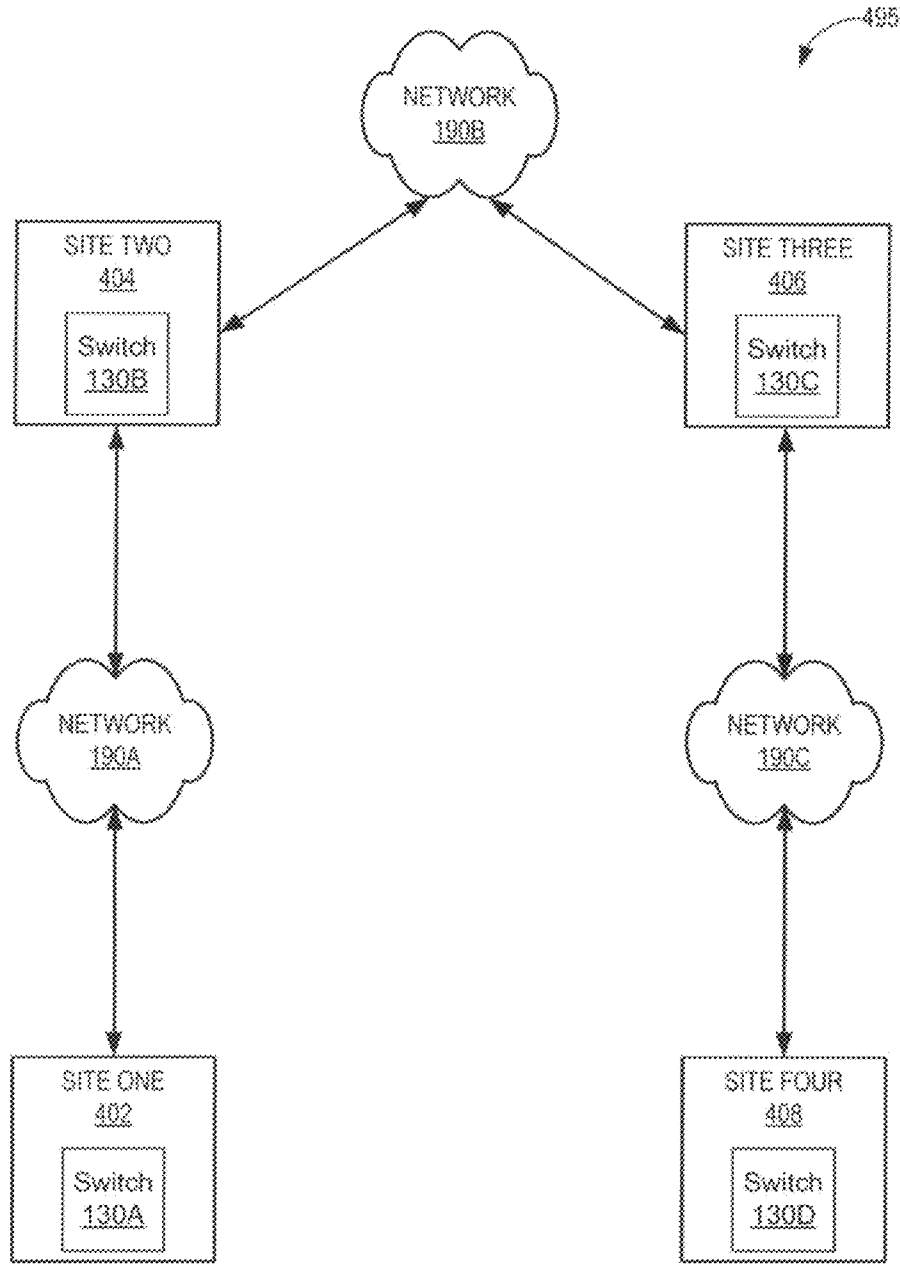 495
NETWORK
190B
SITE TWO
404
Switch
130B
SITE THREE
406
Switch
130C
NETWORK
190A
NETWORK
190C
SITE ONE
402
Switch
130A
SITE FOUR
408
Switch
130D